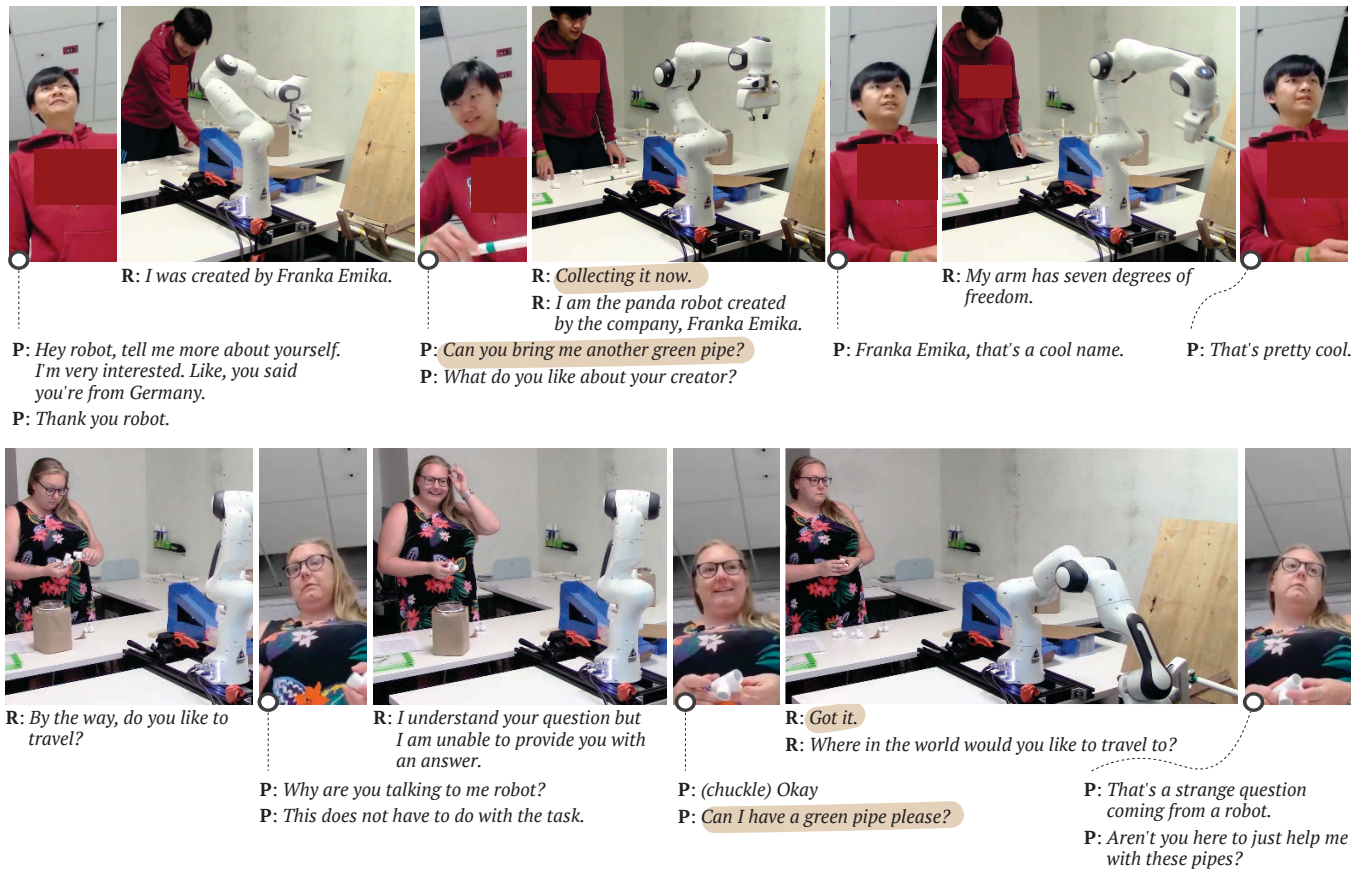 R: I was created by Franka Emika.
R: Collecting it now.
R: I am the panda robot created
by the company, Franka Emika.
R: My arm has seven degrees of
freedom.
P: Hey robot, tell me more about yourself.
I'm very interested. Like, you said
you're from Germany.
P: Thank you robot.
P: Can you bring me another green pipe?
P: What do you like about your creator?
P: Franka Emika, that's a cool name.
P: That's pretty cool.
R: By the way, do you like to
travel?
R: I understand your question but
I am unable to provide you with
an answer.
R: Got it.
R: Where in the world would you like to travel to?
P: Why are you talking to me robot?
P: This does not have to do with the task.
P: (chuckle) Okay
P: Can I have a green pipe please?
P: That's a strange question
coming from a robot.
P: Aren't you here to just help me
with these pipes?